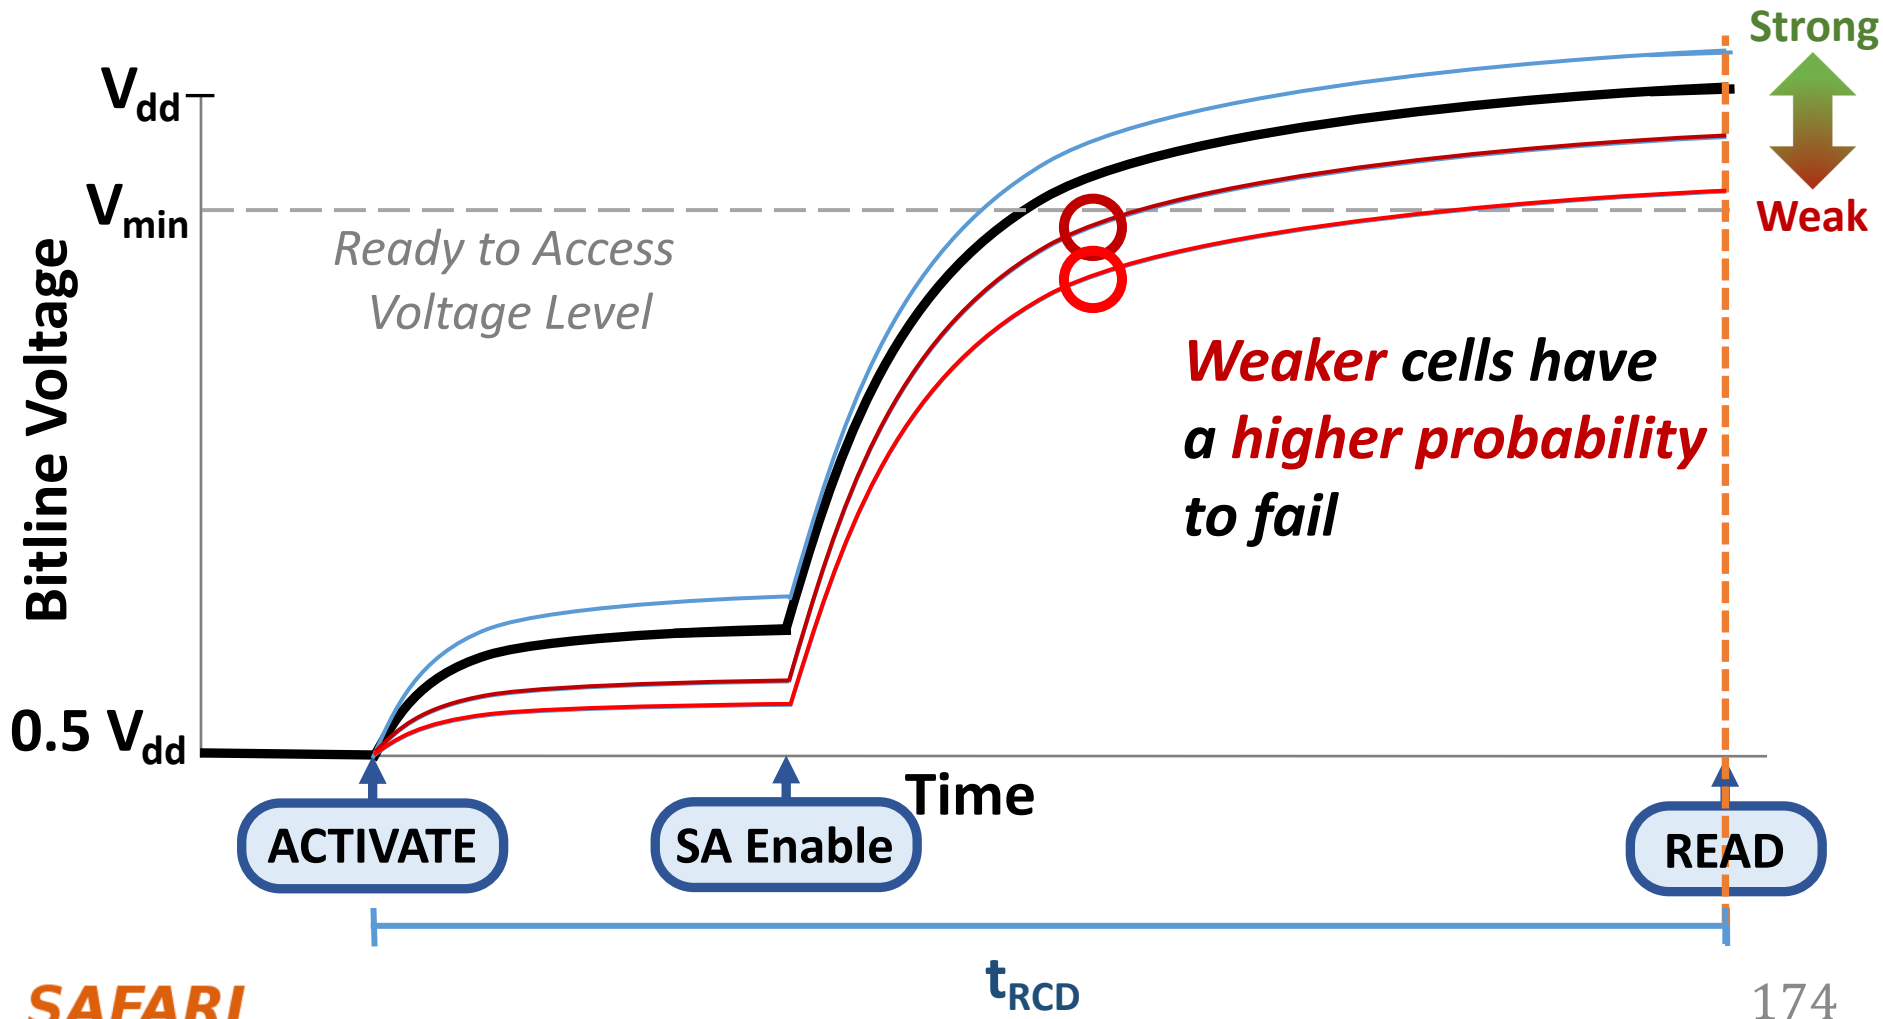 Strong
Vdd
Vmin
Weak
Ready to Access
Voltage Level
Bitline Voltage
Weaker cells have
a higher probability
to fail
0.5 Vdd
Time
ACTIVATE
SA Enable
READ
tRCD
SAFARI
174